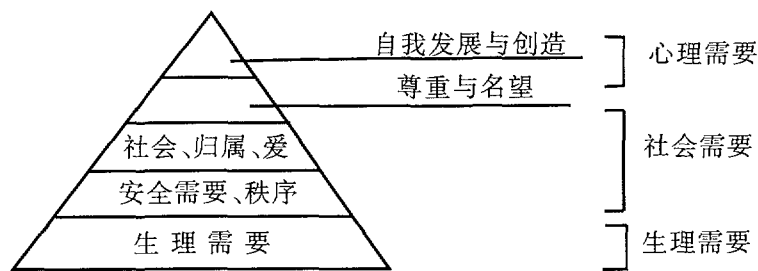 自我发展与创造
心理需要
尊重与名望
社会、归属、爱
社会需要
安全需要、秩序
生理需要
生理需要